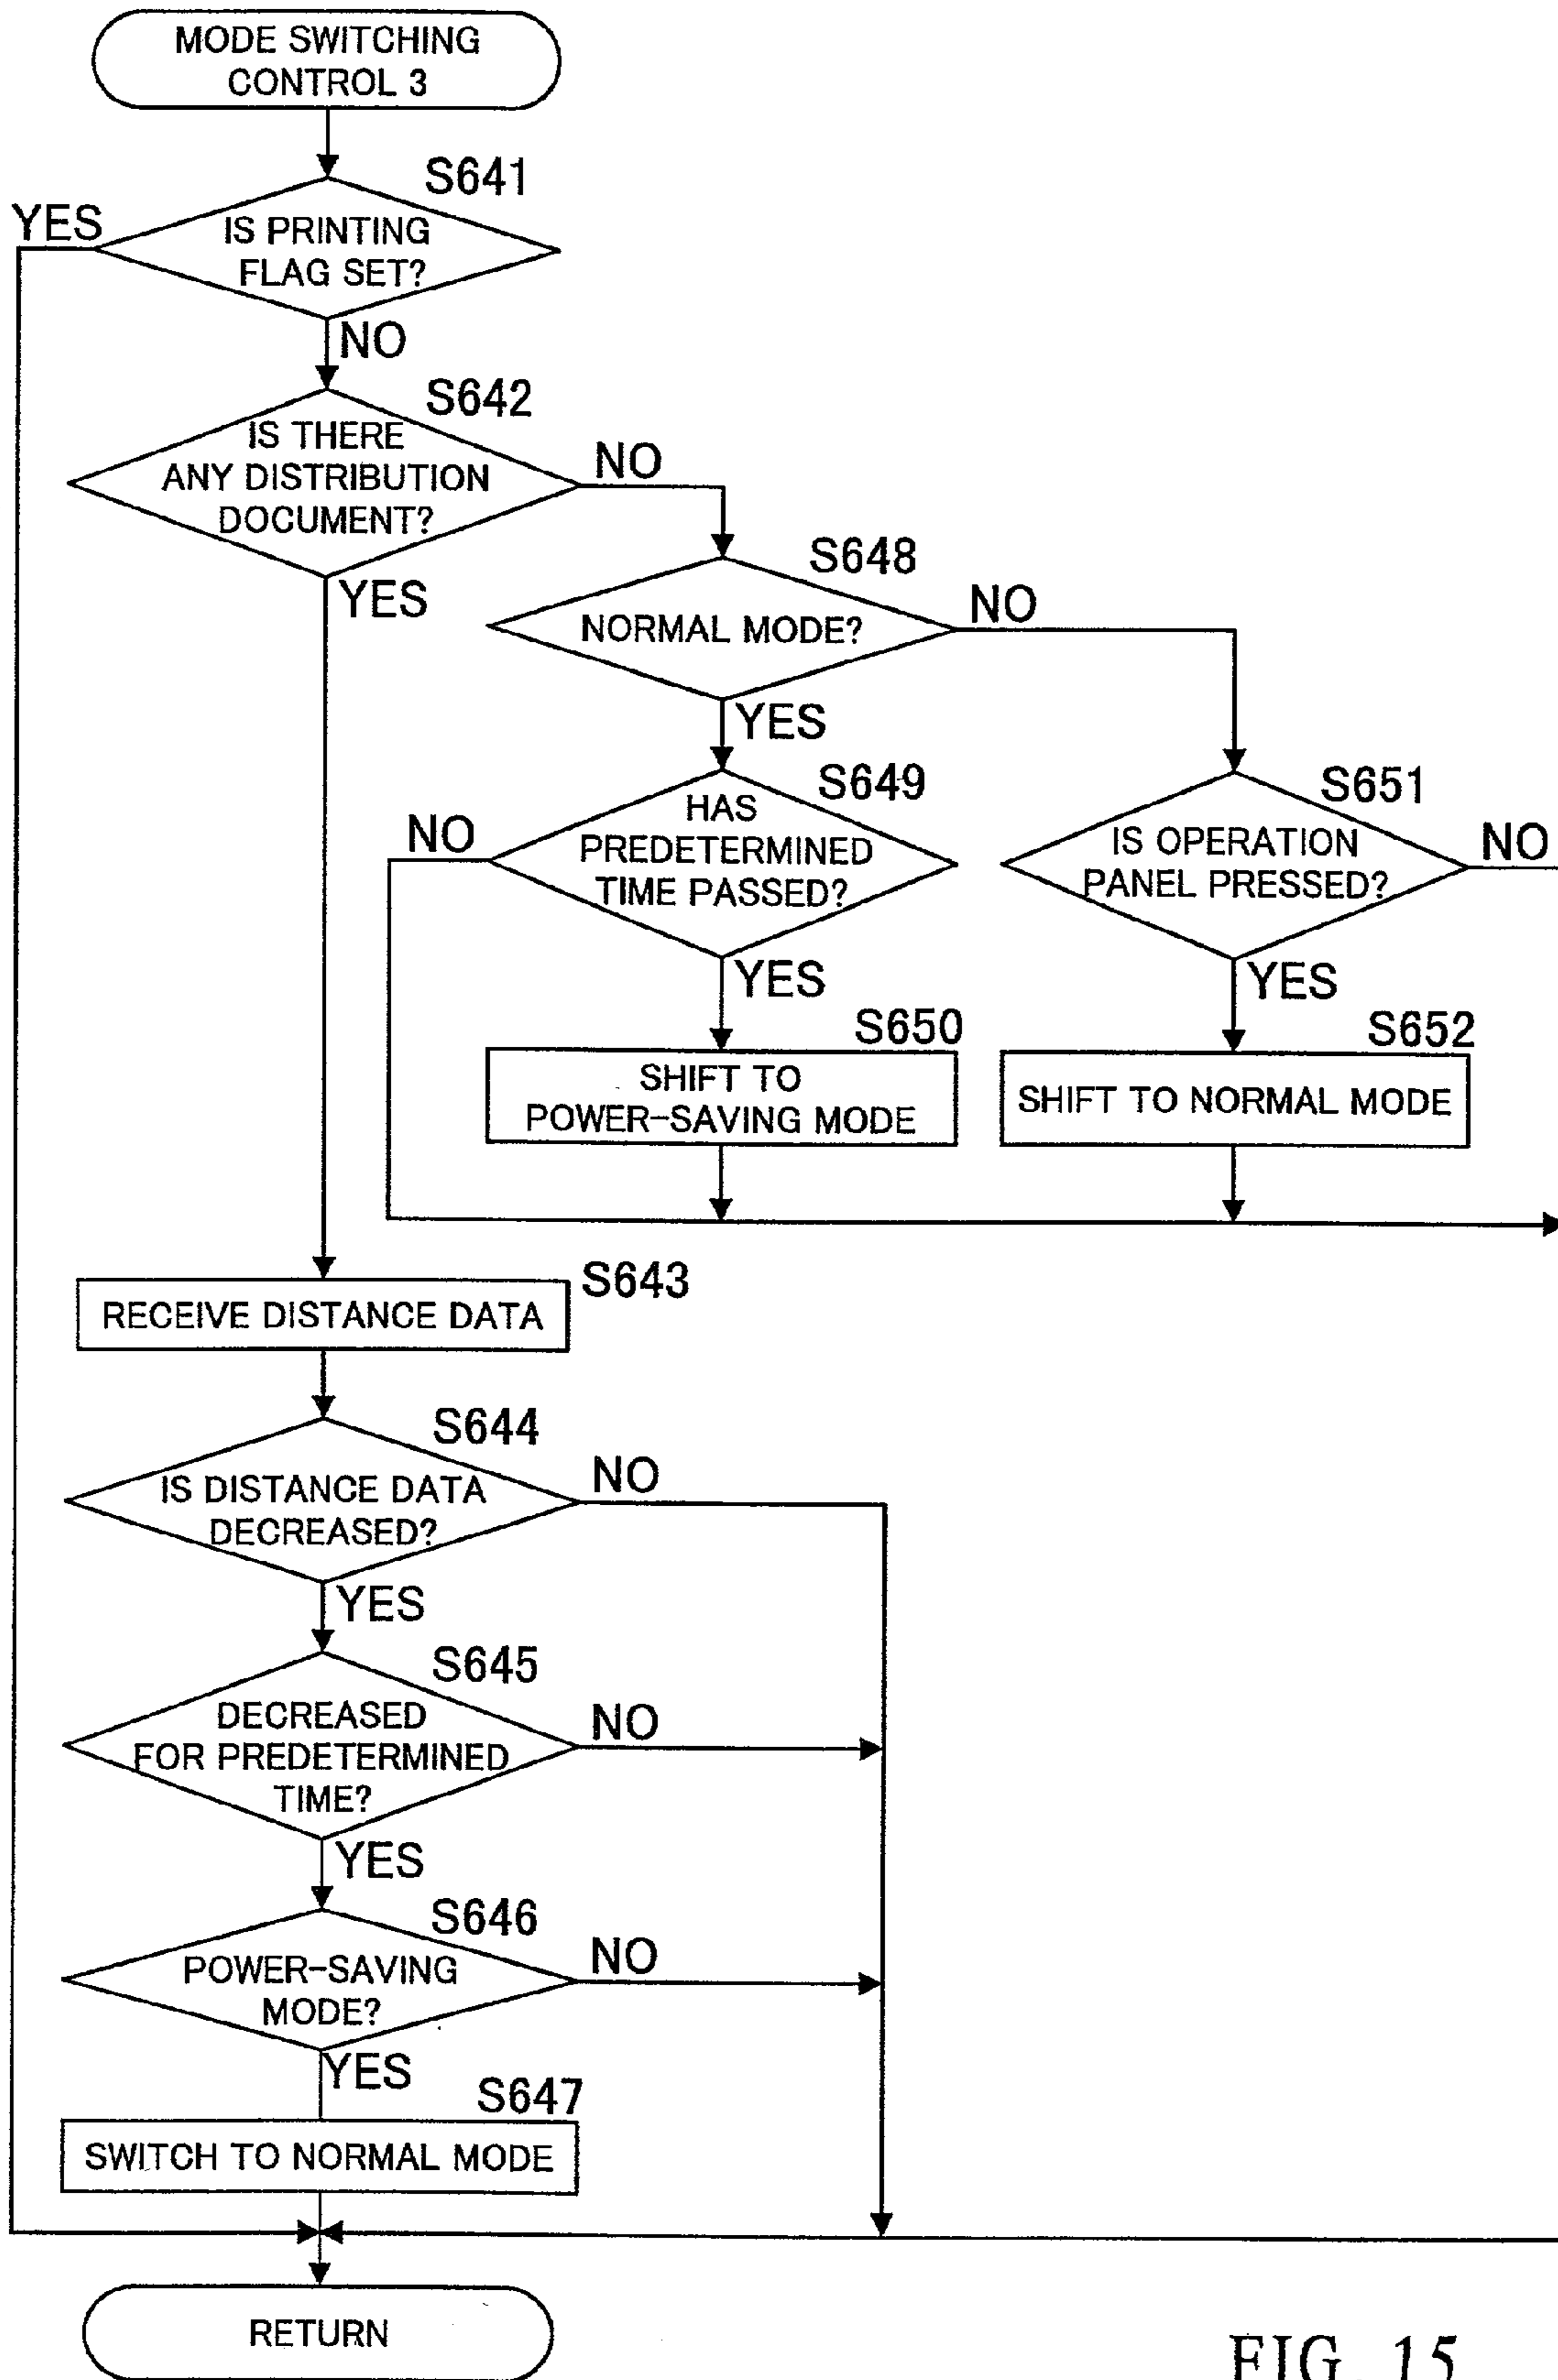 MODE SWITCHING
CONTROL 3
S641
YES
IS PRINTING
FLAG SET?
NO
S642
IS THERE
ANY DISTRIBUTION
DOCUMENT?
NO
YES
S648
NORMAL MODE?
NO
YES
S649
HAS
PREDETERMINED
TIME PASSED?
NO
YES
S651
IS OPERATION
PANEL PRESSED?
NO
YES
S650
SHIFT TO
POWER-SAVING MODE
S652
SHIFT TO NORMAL MODE
S643
RECEIVE DISTANCE DATA
S644
IS DISTANCE DATA
DECREASED?
NO
YES
S645
DECREASED
FOR PREDETERMINED
TIME?
NO
YES
S646
POWER-SAVING
MODE?
NO
YES
S647
SWITCH TO NORMAL MODE
RETURN
FIG. 15